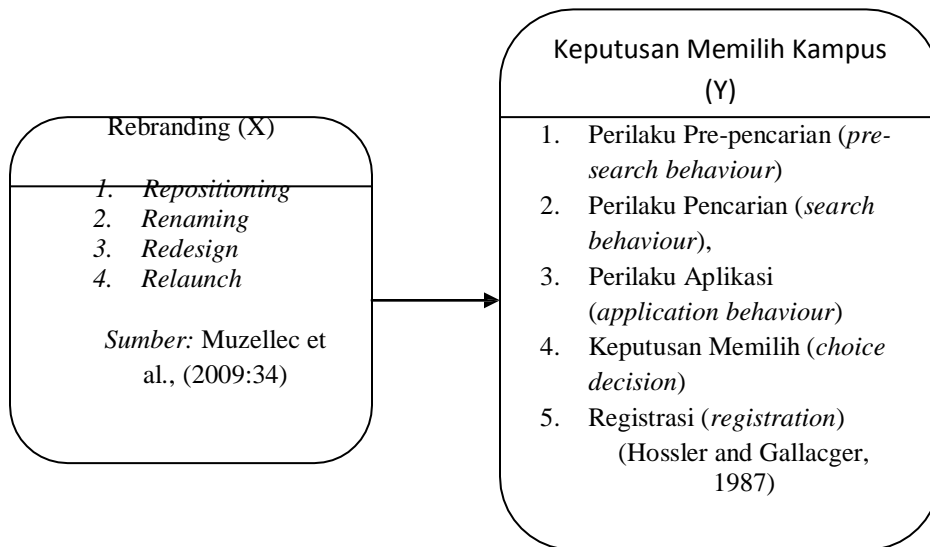 Rebranding (X)
1. Repositioning
2. Renaming
3. Redesign
4. Relaunch
Sumber: Muzellec et
al., (2009:34)
Keputusan Memilih Kampus
(Y)
1. Perilaku Pre-pencarian (pre-
search behaviour)
2. Perilaku Pencarian (search
behaviour),
3. Perilaku Aplikasi
(application behaviour)
4. Keputusan Memilih (choice
decision)
5. Registrasi (registration)
(Hossler and Gallacger,
1987)